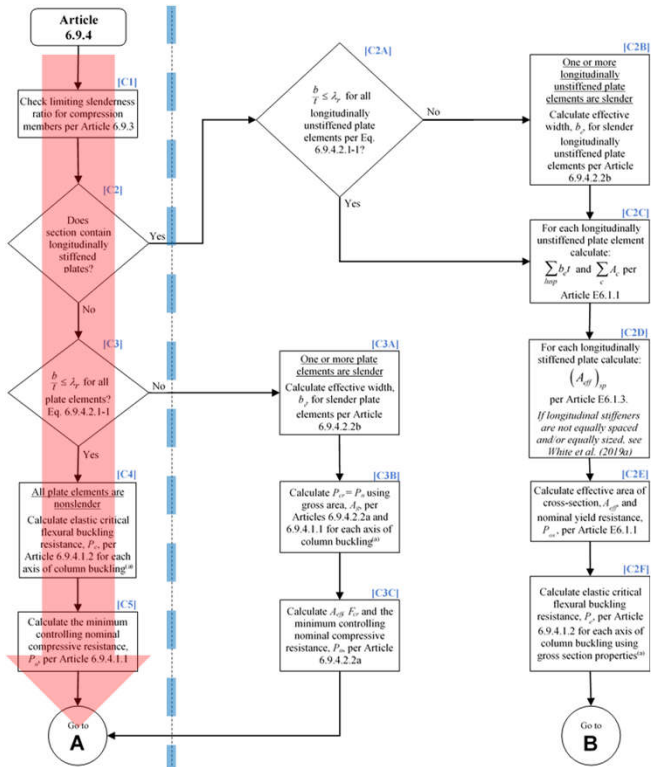 Article
6.9.4
[C1]
Check limiting slenderness
ratio for compression
members per Article 6.9.3
[C2]
Does
section contain
longitudinally
stiffened
plates?
Yes
No
[C3]
b/t ≤ λr for all
plate elements?
Eq. 6.9.4.2.1-1
No
Yes
[C4]
All plate elements are
nonslender
Calculate elastic critical
flexural buckling
resistance, Pe, per
Article 6.9.4.1.2 for each
axis of column buckling(a)
[C5]
Calculate the minimum
controlling nominal
compressive resistance,
Pn, per Article 6.9.4.1.1
Go to
A
[C3A]
One or more plate
elements are slender
Calculate effective width,
be, for slender plate
elements per Article
6.9.4.2.2b
[C3B]
Calculate Pcr = Pn using
gross area, Ag, per
Articles 6.9.4.2.2a and
6.9.4.1.1 for each axis of
column buckling(a)
[C3C]
Calculate Aeff Fcr and the
minimum controlling
nominal compressive
resistance, Pn, per Article
6.9.4.2.2a
[C2A]
b/t ≤ λr for all
longitudinally
unstiffened plate
elements per Eq.
6.9.4.2.1-1?
No
Yes
[C2B]
One or more
longitudinally
unstiffened plate
elements are slender
Calculate effective
width, be, for slender
longitudinally
unstiffened plate
elements per Article
6.9.4.2.2b
[C2C]
For each longitudinally
unstiffened plate element
calculate:
∑lusp bet and ∑c Ac per
Article E6.1.1
[C2D]
For each longitudinally
stiffened plate calculate:
(Aeff)sp
per Article E6.1.3.
If longitudinal stiffeners
are not equally spaced
and/or equally sized, see
White et al. (2019a)
[C2E]
Calculate effective area of
cross-section, Aeff, and
nominal yield resistance,
Pos, per Article E6.1.1
[C2F]
Calculate elastic critical
flexural buckling
resistance, Pe, per Article
6.9.4.1.2 for each axis of
column buckling using
gross section properties(a)
Go to
B